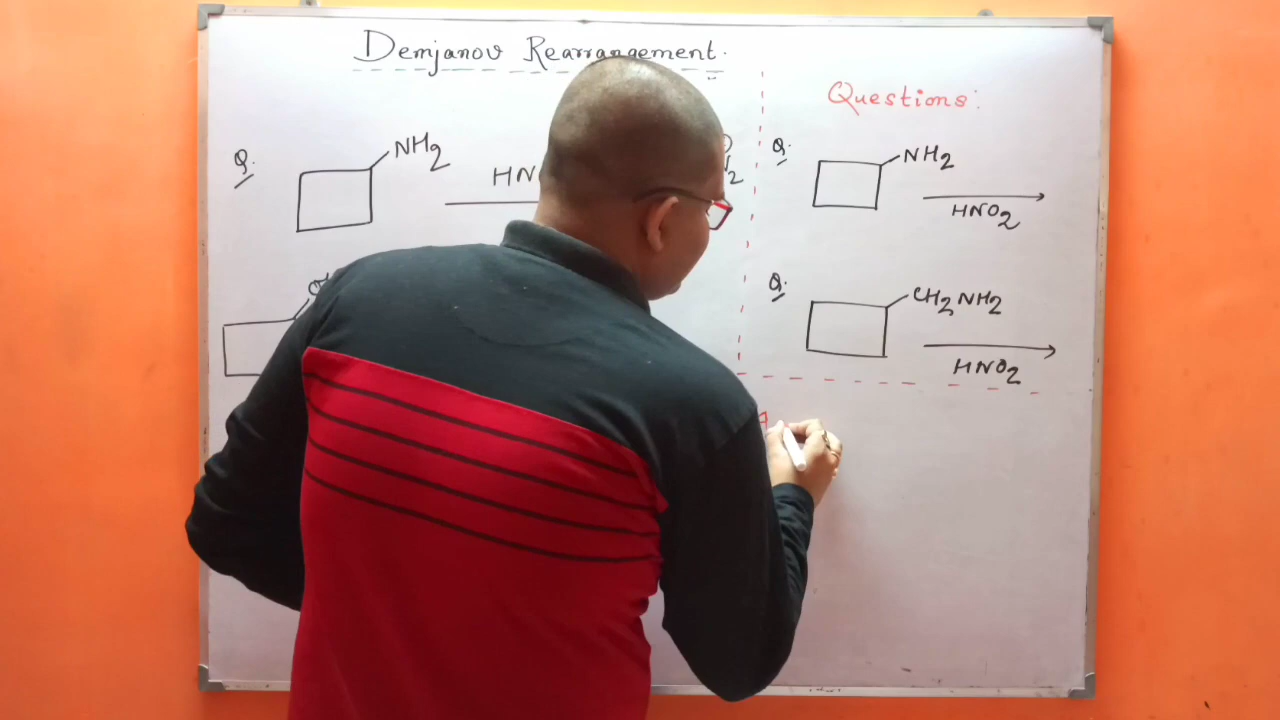 Demjanov Rearrangement.
Q.
NH2
Questions:
Q.
NH2
HNO2
Q.
CH2NH2
HNO2